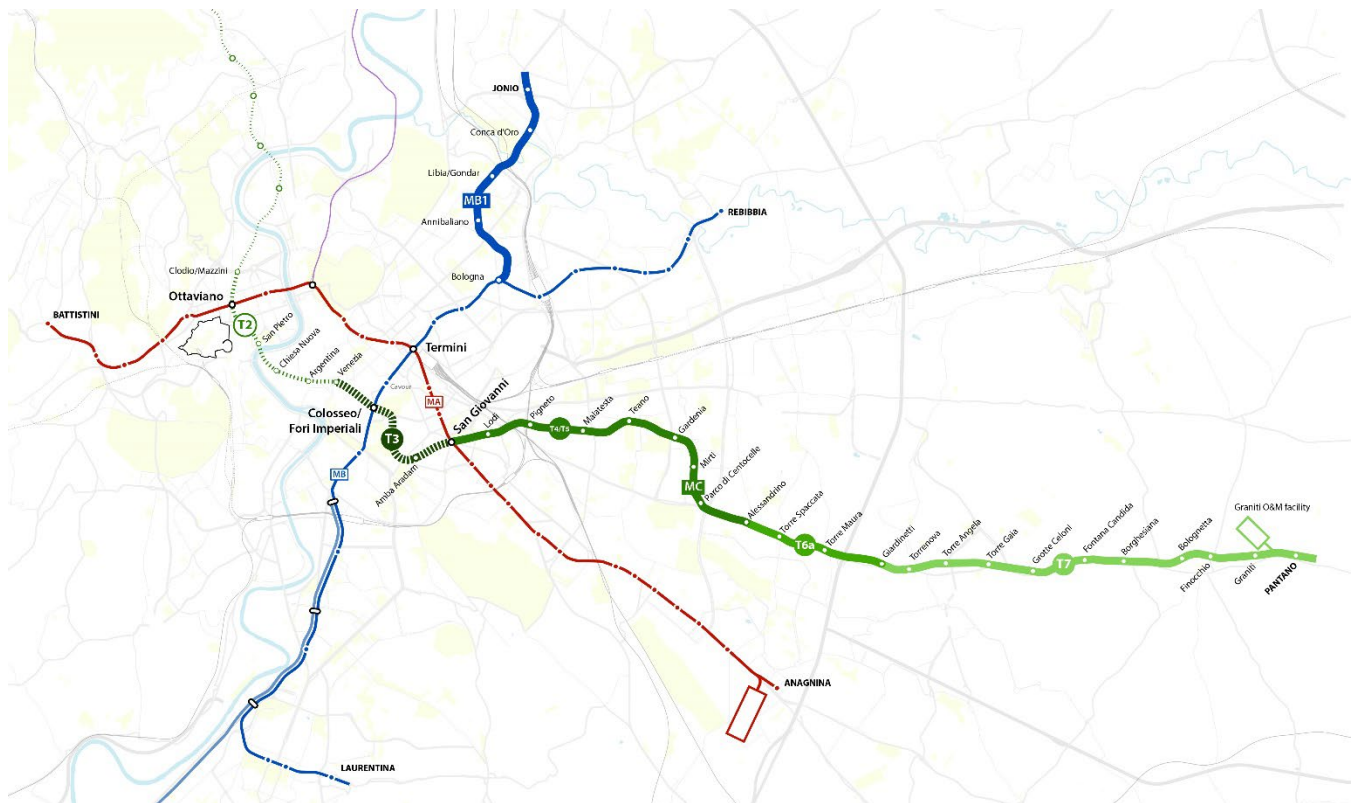 JONIO
Conca d'Oro
Libia/Gondar
MB1
Annibaliano
REBIBBIA
Bologna
Clodio/Mazzini
Ottaviano
BATTISTINI
T2
San Pietro
Chiesa Nuova
Argentina
Venezia
Termini
Cavour
MA
Colosseo/
Fori Imperiali
San Giovanni
T3
Amba Aradam
MB
Lodi
Pigneto
T4/T5
Malatesta
Teano
Gardenia
Mirti
MC
Parco di Centocelle
Alessandrino
Torre Spaccata
T6a
Torre Maura
Giardinetti
Torrenova
Torre Angela
Torre Gaia
Grotte Celoni
T7
Fontana Candida
Borghesiana
Bolognetta
Finocchio
Graniti
Graniti O&M facility
PANTANO
ANAGNINA
LAURENTINA